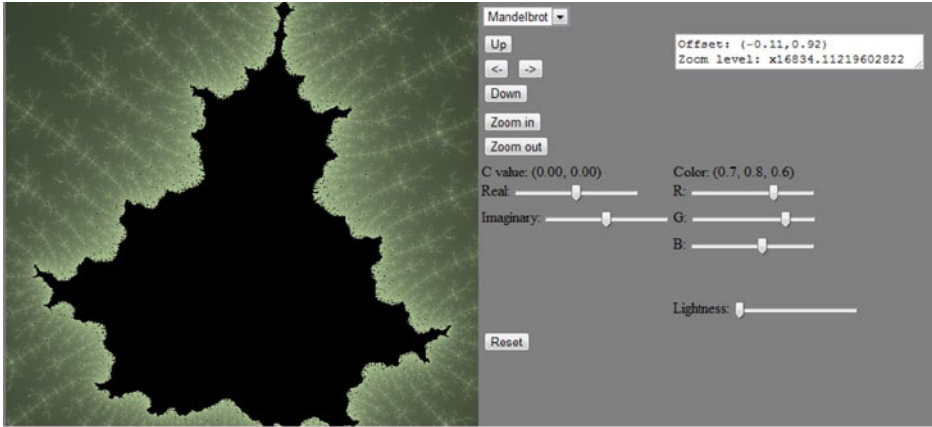 Mandelbrot
Up
Offset: (-0.11,0.92)
Zoom level: x16834.11219602822
<- ->
Down
Zoom in
Zoom out
C value: (0.00, 0.00) Color: (0.7, 0.8, 0.6)
Real: R:
Imaginary: G:
B:
Lightness:
Reset